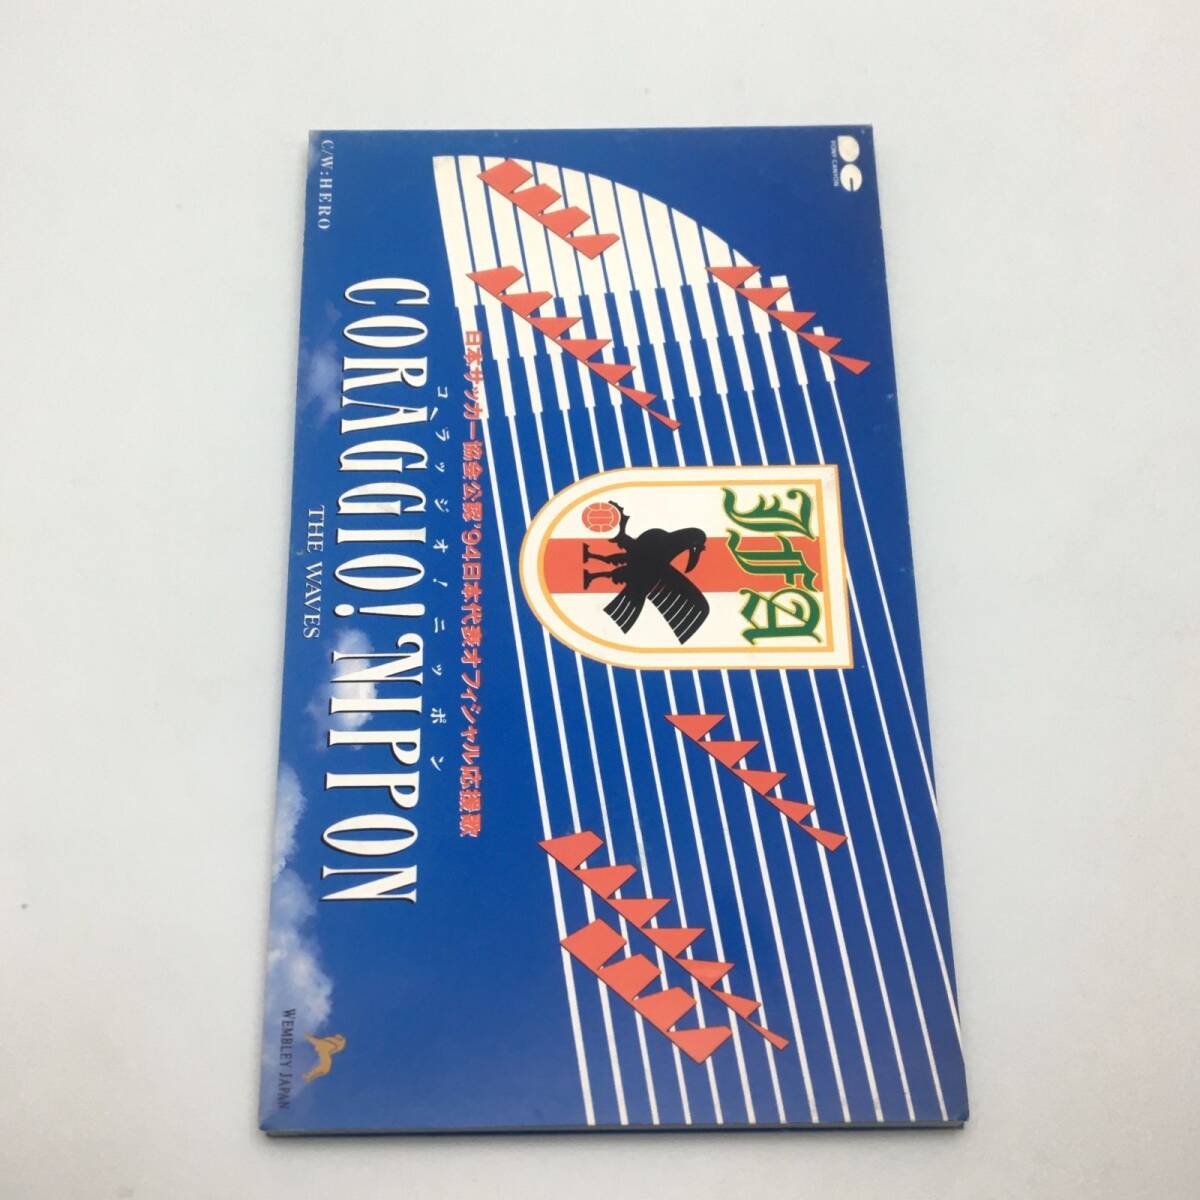 PONY CANYON
JFA
日本サッカー協会公認'94日本代表オフィシャル応援歌
コラッジオ!ニッポン
CORAGGIO! NIPPON
THE WAVES
C/W:HERO
WEMBLEY JAPAN